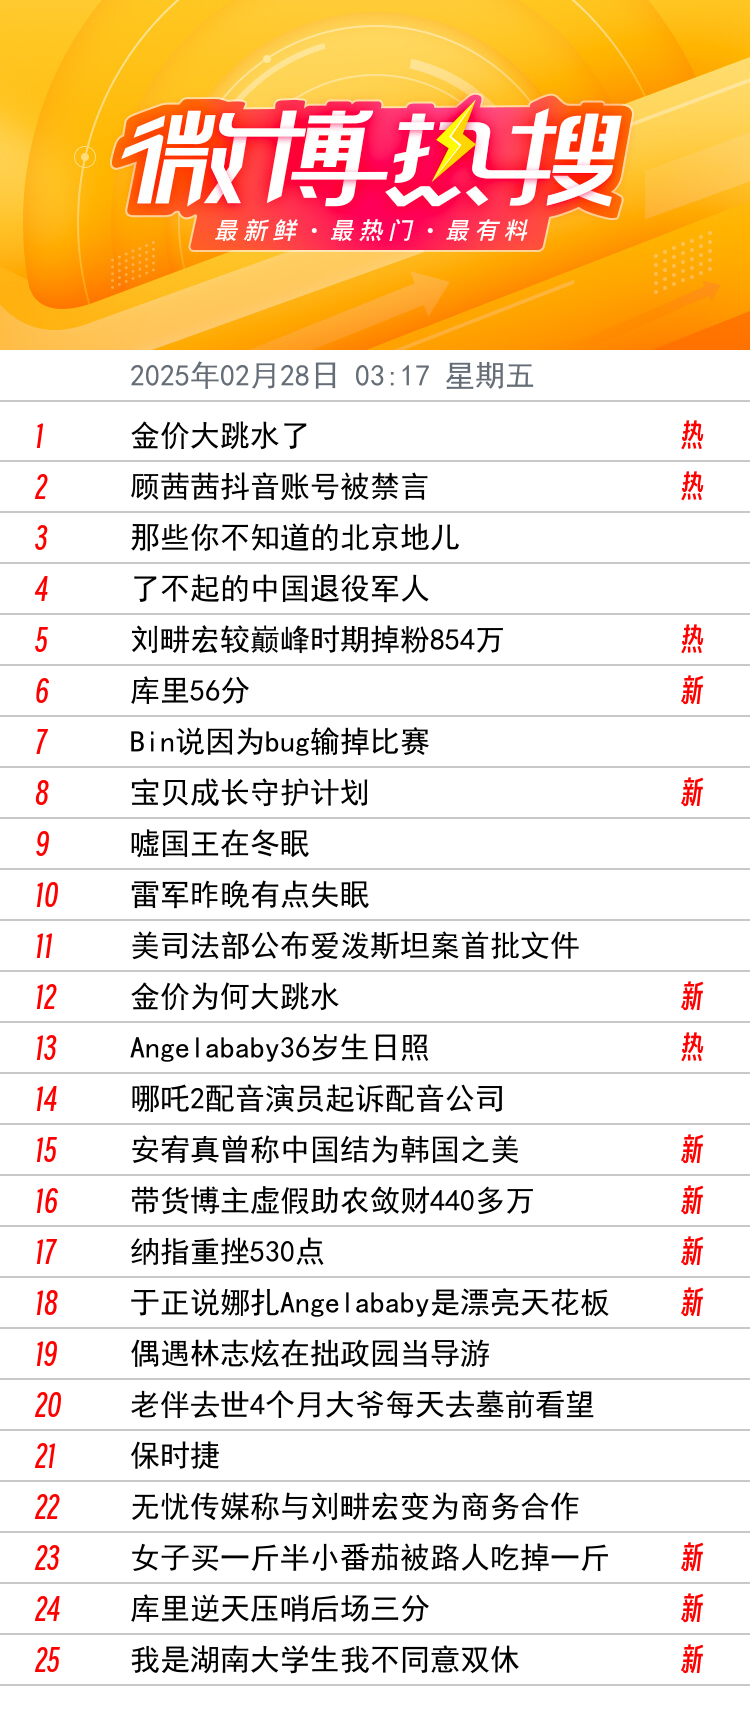 微博热搜
最新鲜·最热门·最有料
2025年02月28日 03:17 星期五
1 金价大跳水了 热
2 顾茜茜抖音账号被禁言 热
3 那些你不知道的北京地儿
4 了不起的中国退役军人
5 刘畊宏较巅峰时期掉粉854万 热
6 库里56分 新
7 Bin说因为bug输掉比赛
8 宝贝成长守护计划 新
9 嘘国王在冬眠
10 雷军昨晚有点失眠
11 美司法部公布爱泼斯坦案首批文件
12 金价为何大跳水 新
13 Angelababy36岁生日照 热
14 哪吒2配音演员起诉配音公司
15 安宥真曾称中国结为韩国之美 新
16 带货博主虚假助农敛财440多万 新
17 纳指重挫530点 新
18 于正说娜扎Angelababy是漂亮天花板 新
19 偶遇林志炫在拙政园当导游
20 老伴去世4个月大爷每天去墓前看望
21 保时捷
22 无忧传媒称与刘畊宏变为商务合作
23 女子买一斤半小番茄被路人吃掉一斤 新
24 库里逆天压哨后场三分 新
25 我是湖南大学生我不同意双休 新